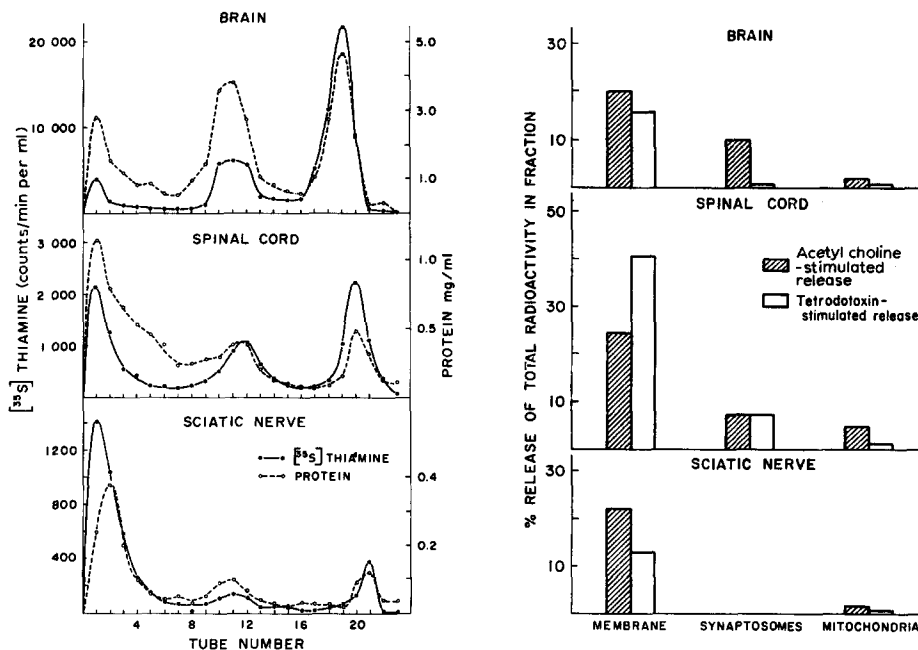 BRAIN
20 000
10 000
5.0
3.0
1.0
SPINAL CORD
3 000
2 000
1 000
1.0
0.5
SCIATIC NERVE
[³⁵S] THIAMINE
PROTEIN
1200
800
400
0.4
0.2
4
8
12
16
20
TUBE NUMBER
[³⁵S] THIAMINE (counts/min per ml)
PROTEIN mg/ml
BRAIN
30
10
SPINAL CORD
50
30
10
Acetyl choline
-stimulated
release
Tetrodotoxin-
stimulated release
SCIATIC NERVE
30
10
MEMBRANE
SYNAPTOSOMES
MITOCHONDRIA
% RELEASE OF TOTAL RADIOACTIVITY IN FRACTION